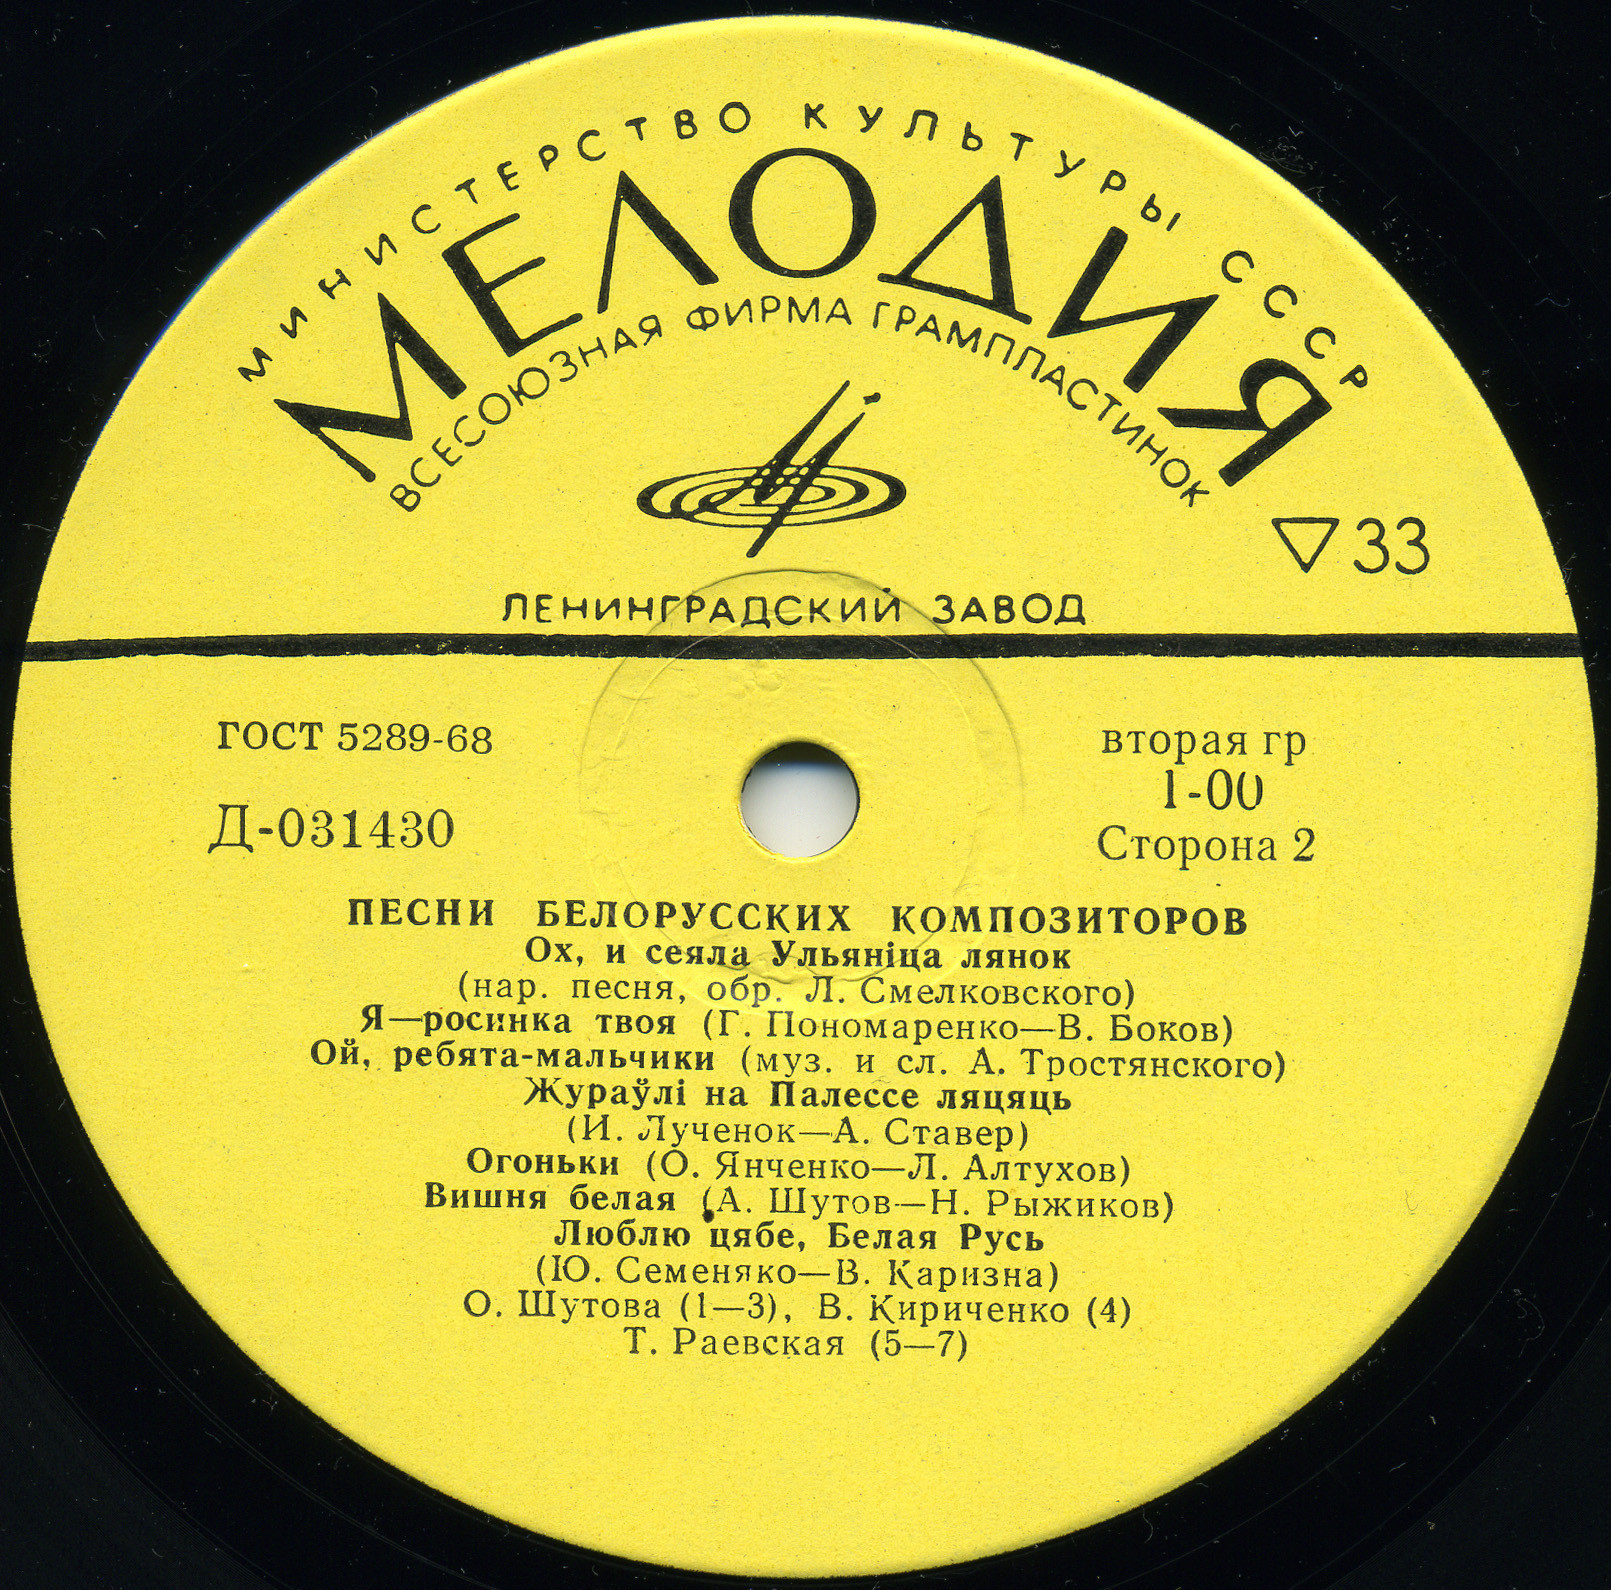 МИНИСТЕРСТВО КУЛЬТУРЫ СССР
МЕЛОДИЯ
ВСЕСОЮЗНАЯ ФИРМА ГРАМПЛАСТИНОК
▽33
ЛЕНИНГРАДСКИЙ ЗАВОД
ГОСТ 5289-68
вторая гр
1-00
Д-031430
Сторона 2
ПЕСНИ БЕЛОРУССКИХ КОМПОЗИТОРОВ
Ох, и сеяла Ульяніца лянок
(нар. песня, обр. Л. Смелковского)
Я—росинка твоя (Г. Пономаренко—В. Боков)
Ой, ребята-мальчики (муз. и сл. А. Тростянского)
Жураўлі на Палессе ляцяць
(И. Лученок—А. Ставер)
Огоньки (О. Янченко—Л. Алтухов)
Вишня белая (А. Шутов—Н. Рыжиков)
Люблю цябе, Белая Русь
(Ю. Семеняко—В. Каризна)
О. Шутова (1—3), В. Кириченко (4)
Т. Раевская (5—7)